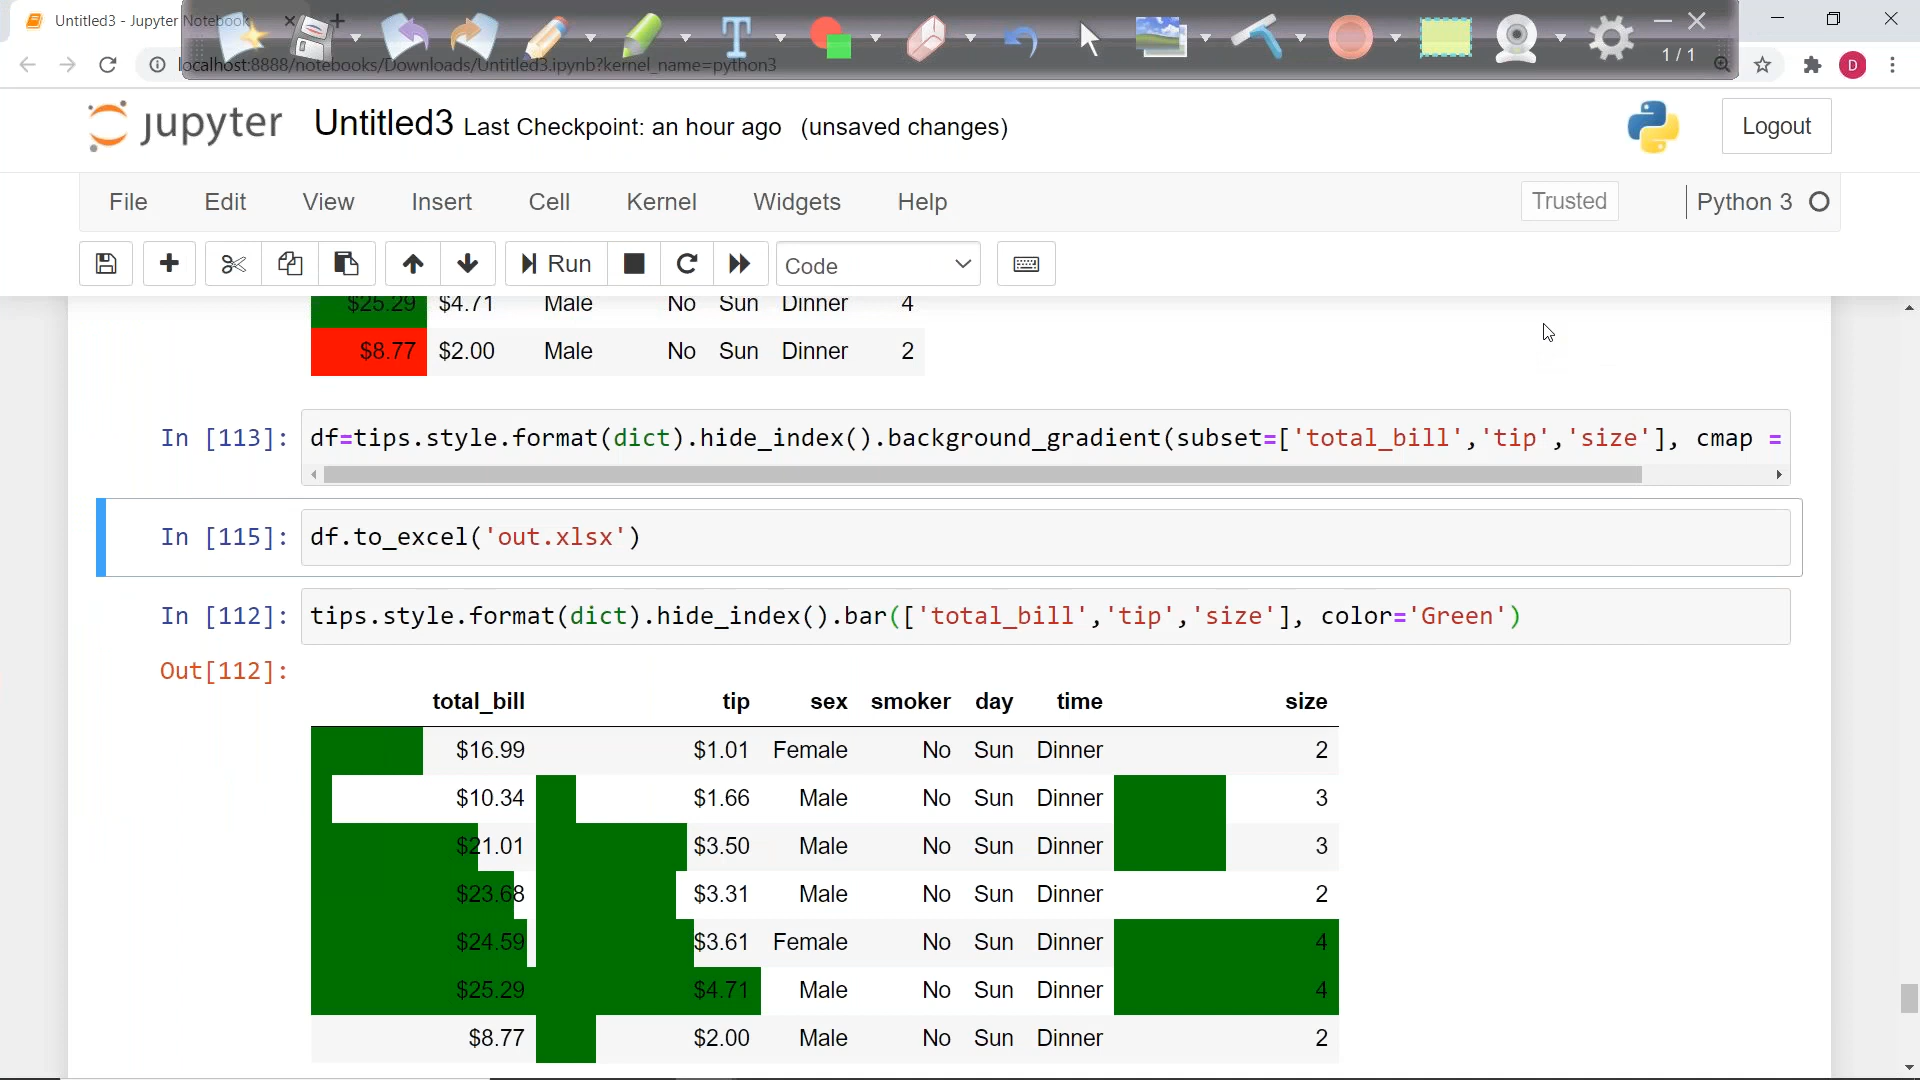 Untitled3 - Jupyter Notebook
1 / 1
localhost:8888/notebooks/Downloads/Untitled3.ipynb?kernel_name=python3
D
jupyter Untitled3 Last Checkpoint: an hour ago (unsaved changes)
Logout
File Edit View Insert Cell Kernel Widgets Help Trusted Python 3
Run Code
$25.29 $4.71 Male No Sun Dinner 4
$8.77 $2.00 Male No Sun Dinner 2
In [113]: df=tips.style.format(dict).hide_index().background_gradient(subset=['total_bill','tip','size'], cmap =
In [115]: df.to_excel('out.xlsx')
In [112]: tips.style.format(dict).hide_index().bar(['total_bill','tip','size'], color='Green')
Out[112]:
total_bill tip sex smoker day time size
$16.99 $1.01 Female No Sun Dinner 2
$10.34 $1.66 Male No Sun Dinner 3
$21.01 $3.50 Male No Sun Dinner 3
$23.68 $3.31 Male No Sun Dinner 2
$24.59 $3.61 Female No Sun Dinner 4
$25.29 $4.71 Male No Sun Dinner 4
$8.77 $2.00 Male No Sun Dinner 2